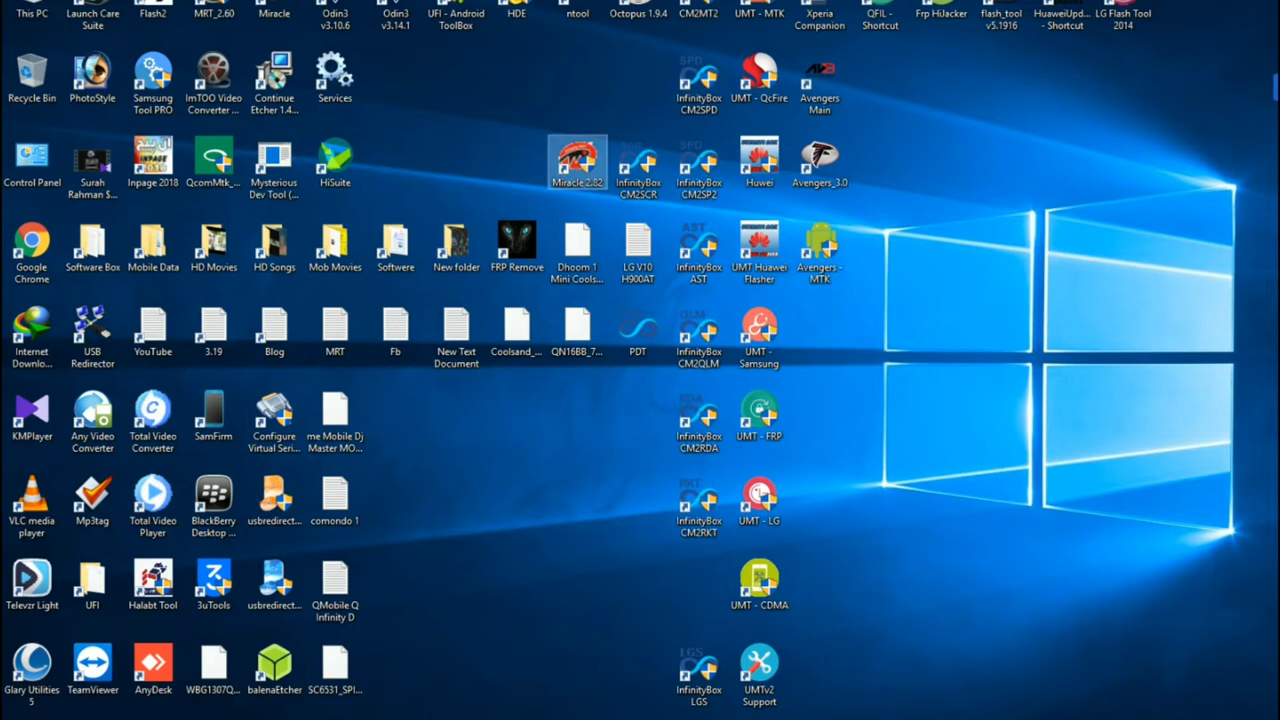 This PC
Launch Care
Suite
Flash2
MRT_2.60
Miracle
Odin3
v3.10.6
Odin3
v3.14.1
UFI - Android
ToolBox
HDE
ntool
Octopus 1.9.4
CM2MT2
UMT - MTK
Xperia
Companion
QFIL -
Shortcut
Frp HiJacker
flash_tool
v5.1916
HuaweiUpd...
- Shortcut
LG Flash Tool
2014
Recycle Bin
PhotoStyle
Samsung
Tool PRO
ImTOO Video
Converter ...
Continue
Etcher 1.4....
Services
SPD
InfinityBox
CM2SPD
UMT - QcFire
Avengers
Main
Control Panel
Surah
Rahman $...
Inpage 2018
QcomMtk_...
Mysterious
Dev Tool (...
HiSuite
Miracle 2.82
InfinityBox
CM2SCR
SPD
InfinityBox
CM2SP2
Huwei
Avengers_3.0
Google
Chrome
Software Box
Mobile Data
HD Movies
HD Songs
Mob Movies
Softwere
New folder
FRP Remove
Dhoom 1
Mini Cools...
LG V10
H900AT
AST
InfinityBox
AST
UMT Huawei
Flasher
Avengers -
MTK
Internet
Downlo...
USB
Redirector
YouTube
3.19
Blog
MRT
Fb
New Text
Document
Coolsand_...
QN16BB_7...
PDT
QLM
InfinityBox
CM2QLM
UMT -
Samsung
KMPlayer
Any Video
Converter
Total Video
Converter
SamFirm
Configure
Virtual Seri...
me Mobile Dj
Master MO...
RDA
InfinityBox
CM2RDA
UMT - FRP
VLC media
player
Mp3tag
Total Video
Player
BlackBerry
Desktop ...
usbredirect...
comondo 1
RKT
InfinityBox
CM2RKT
UMT - LG
Televzr Light
UFI
Halabt Tool
3uTools
usbredirect...
QMobile Q
Infinity D
UMT - CDMA
Glary Utilities
5
TeamViewer
AnyDesk
WBG1307Q...
balenaEtcher
SC6531_SPI...
LGS
InfinityBox
LGS
UMTv2
Support